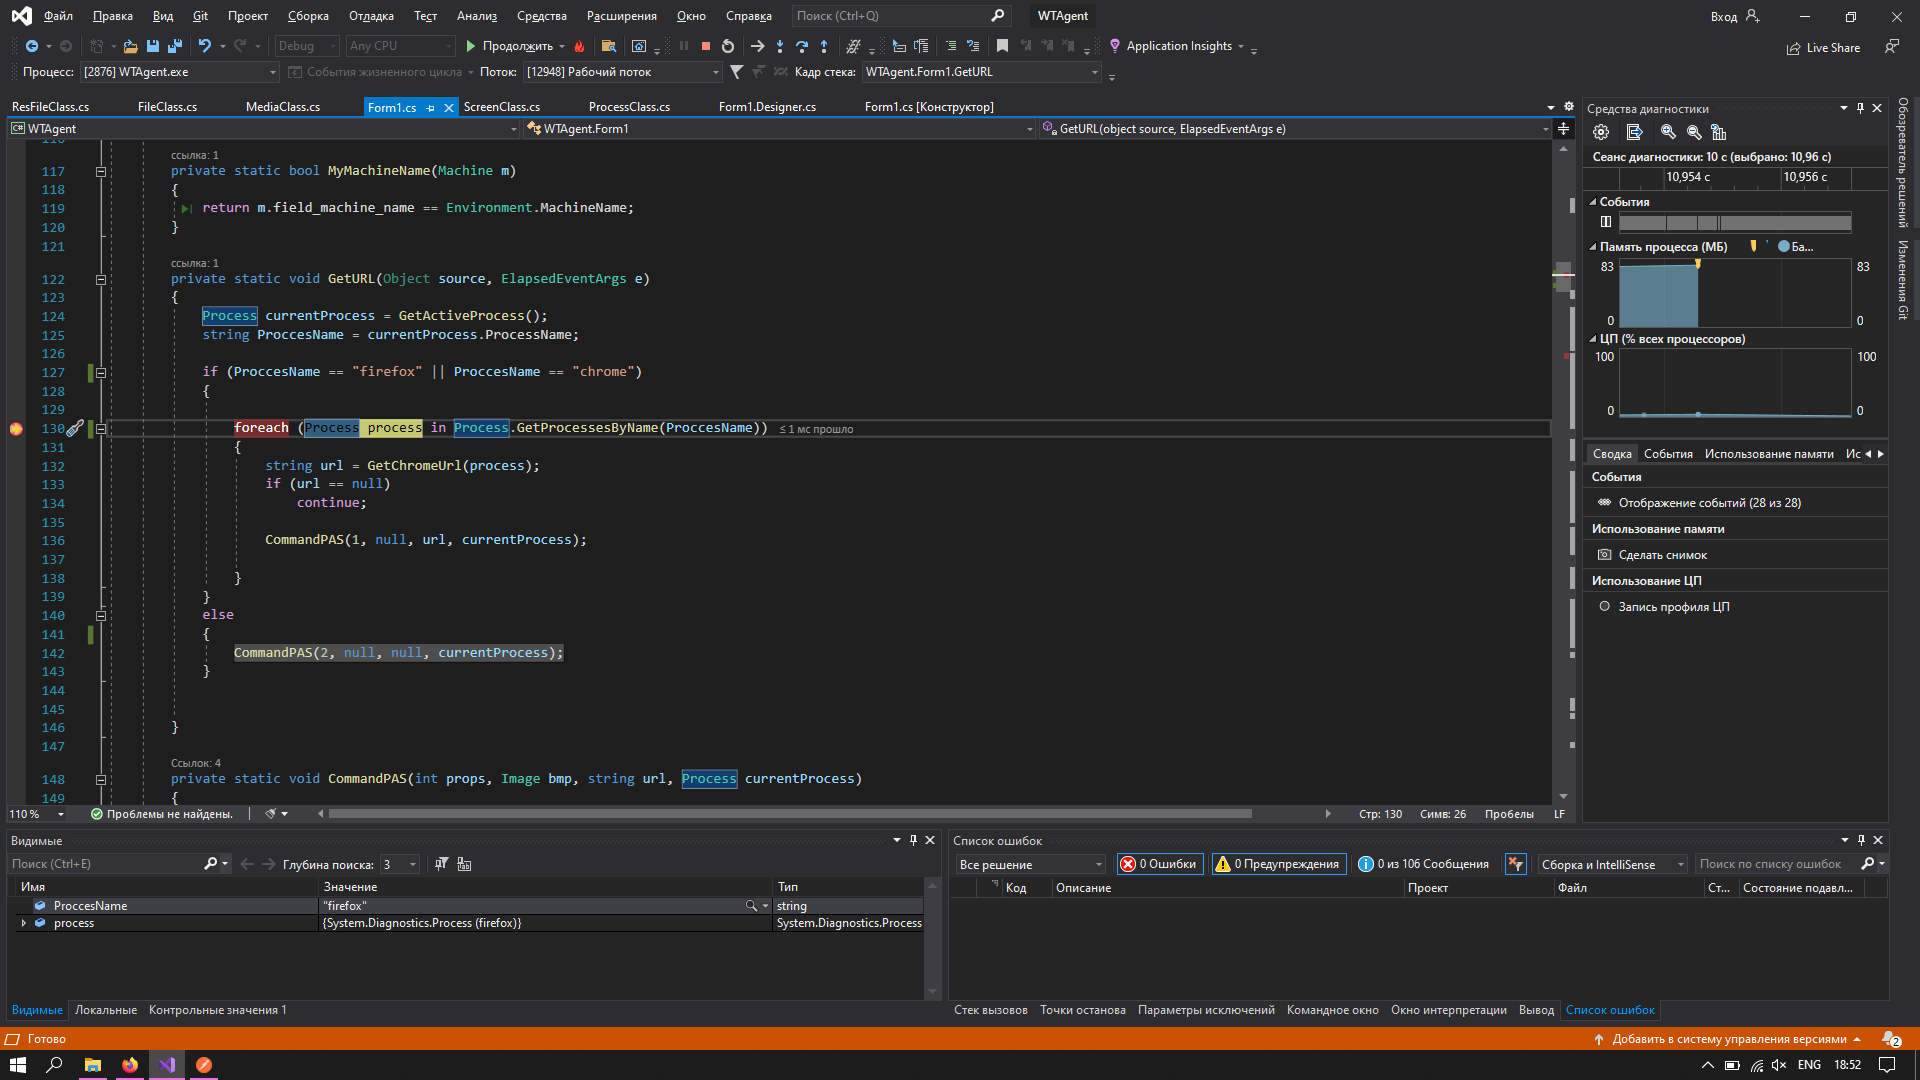 Файл Правка Вид Git Проект Сборка Отладка Тест Анализ Средства Расширения Окно Справка Поиск (Ctrl+Q) WTAgent Вход
Debug Any CPU Продолжить Application Insights Live Share
Процесс: [2876] WTAgent.exe События жизненного цикла Поток: [12948] Рабочий поток Кадр стека: WTAgent.Form1.GetURL
ResFileClass.cs FileClass.cs MediaClass.cs Form1.cs ScreenClass.cs ProcessClass.cs Form1.Designer.cs Form1.cs [Конструктор]
C# WTAgent WTAgent.Form1 GetURL(object source, ElapsedEventArgs e)
116
ссылка: 1
117 private static bool MyMachineName(Machine m)
118 {
119 return m.field_machine_name == Environment.MachineName;
120 }
121
ссылка: 1
122 private static void GetURL(Object source, ElapsedEventArgs e)
123 {
124 Process currentProcess = GetActiveProcess();
125 string ProccesName = currentProcess.ProcessName;
126
127 if (ProccesName == "firefox" || ProccesName == "chrome")
128 {
129
130 foreach (Process process in Process.GetProcessesByName(ProccesName)) ≤ 1 мс прошло
131 {
132 string url = GetChromeUrl(process);
133 if (url == null)
134 continue;
135
136 CommandPAS(1, null, url, currentProcess);
137
138 }
139 }
140 else
141 {
142 CommandPAS(2, null, null, currentProcess);
143 }
144
145
146 }
147
Ссылок: 4
148 private static void CommandPAS(int props, Image bmp, string url, Process currentProcess)
149 {
110 % Проблемы не найдены. Стр: 130 Симв: 26 Пробелы LF
Средства диагностики
Сеанс диагностики: 10 с (выбрано: 10,96 с)
10,954 с 10,956 с
События
Память процесса (МБ) Ба...
83 83
0 0
ЦП (% всех процессоров)
100 100
0 0
Сводка События Использование памяти Ис
События
Отображение событий (28 из 28)
Использование памяти
Сделать снимок
Использование ЦП
Запись профиля ЦП
Обозреватель решений
Изменения Git
Видимые
Поиск (Ctrl+E) Глубина поиска: 3
Имя Значение Тип
ProccesName "firefox" string
process {System.Diagnostics.Process (firefox)} System.Diagnostics.Process
Видимые Локальные Контрольные значения 1
Список ошибок
Все решение 0 Ошибки 0 Предупреждения 0 из 106 Сообщения Сборка и IntelliSense Поиск по списку ошибок
Код Описание Проект Файл Ст... Состояние подавл...
Стек вызовов Точки останова Параметры исключений Командное окно Окно интерпретации Вывод Список ошибок
Готово Добавить в систему управления версиями 2
ENG 18:52